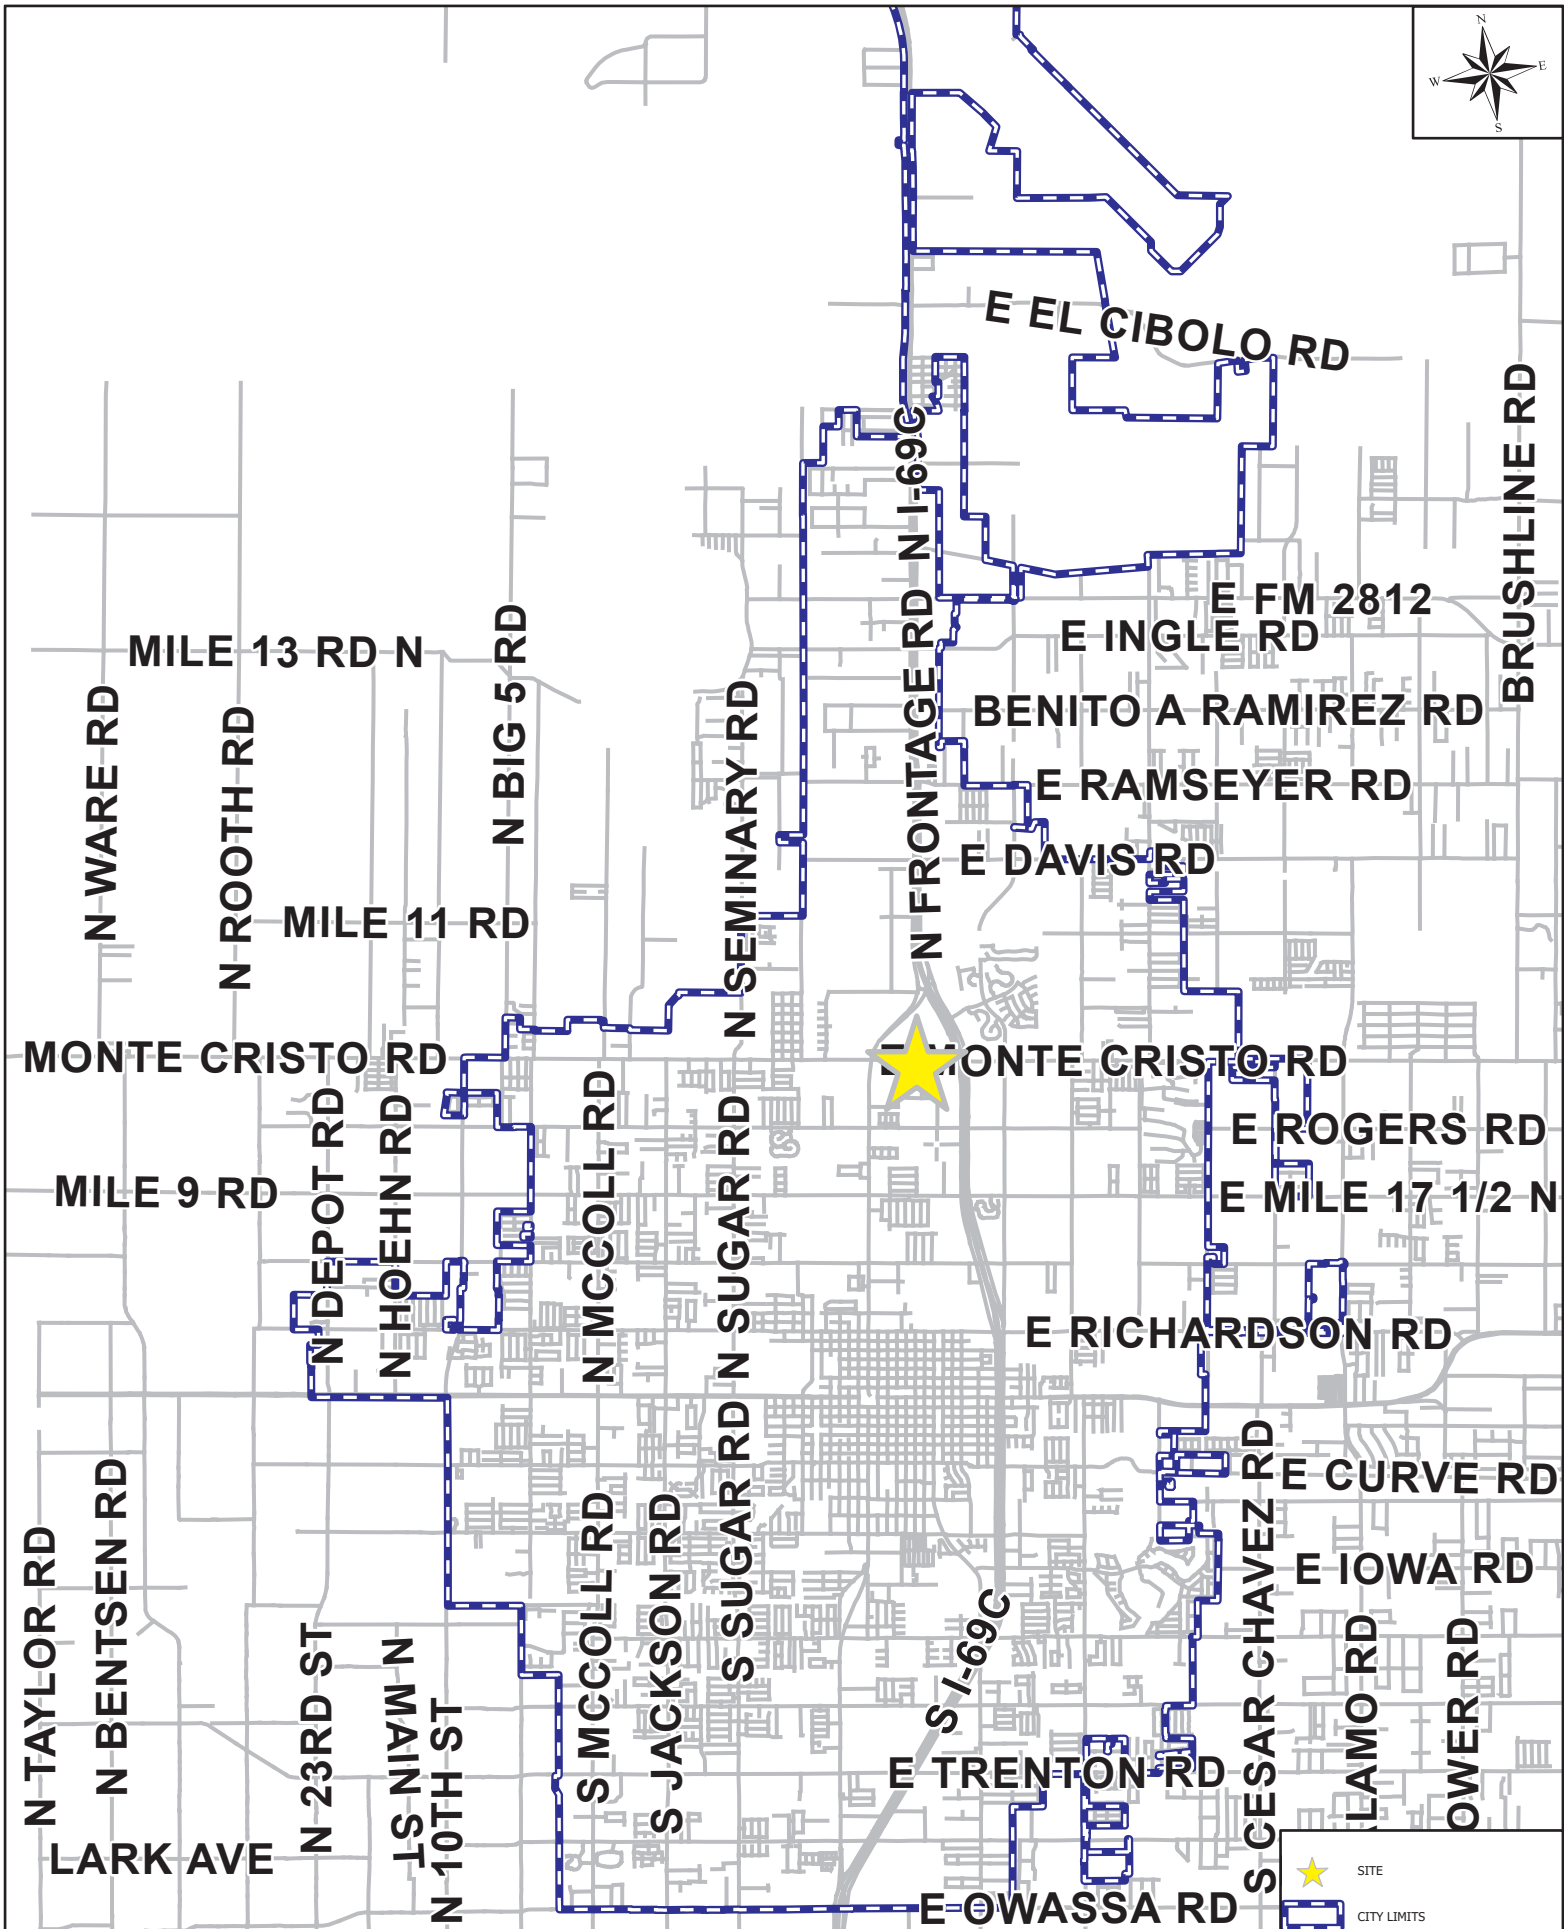 N
W
E
S
E EL CIBOLO RD
BRUSHLINE RD
N I-69C
E FM 2812
E INGLE RD
MILE 13 RD N
N BIG 5 RD
N FRONTAGE RD
BENITO A RAMIREZ RD
N WARE RD
N ROOTH RD
N SEMINARY RD
E RAMSEYER RD
E DAVIS RD
MILE 11 RD
MONTE CRISTO RD
E MONTE CRISTO RD
N DEPOT RD
N HOEHN RD
N MCCOLL RD
N SUGAR RD
E ROGERS RD
MILE 9 RD
E MILE 17 1/2 N
E RICHARDSON RD
S SUGAR RD
S CESAR CHAVEZ RD
E CURVE RD
N BENTSEN RD
N TAYLOR RD
S MCCOLL RD
S JACKSON RD
E IOWA RD
S I-69C
N 23RD ST
N MAIN ST
N 10TH ST
LAMO RD
OWER RD
E TRENTON RD
LARK AVE
E OWASSA RD
SITE
CITY LIMITS